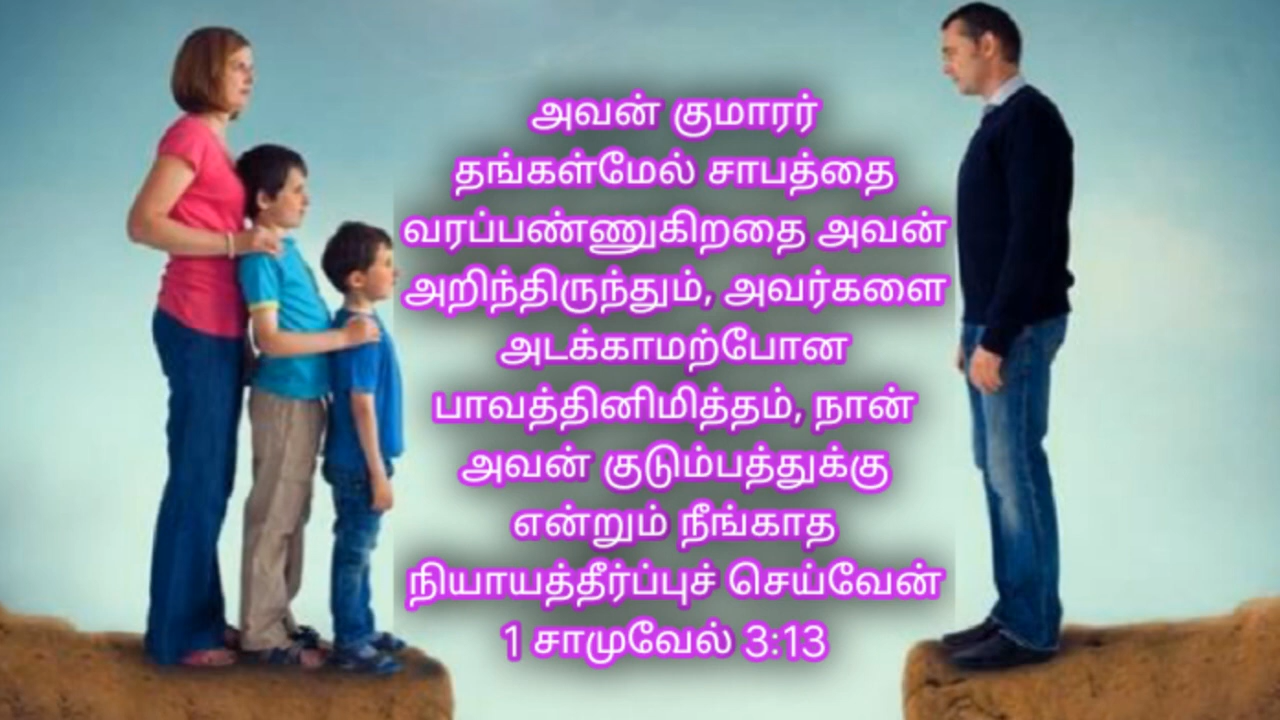 அவன் குமாரர்
தங்கள்மேல் சாபத்தை
வரப்பண்ணுகிறதை அவன்
அறிந்திருந்தும், அவர்களை
அடக்காமற்போன
பாவத்தினிமித்தம், நான்
அவன் குடும்பத்துக்கு
என்றும் நீங்காத
நியாயத்தீர்ப்புச் செய்வேன்
1 சாமுவேல் 3:13